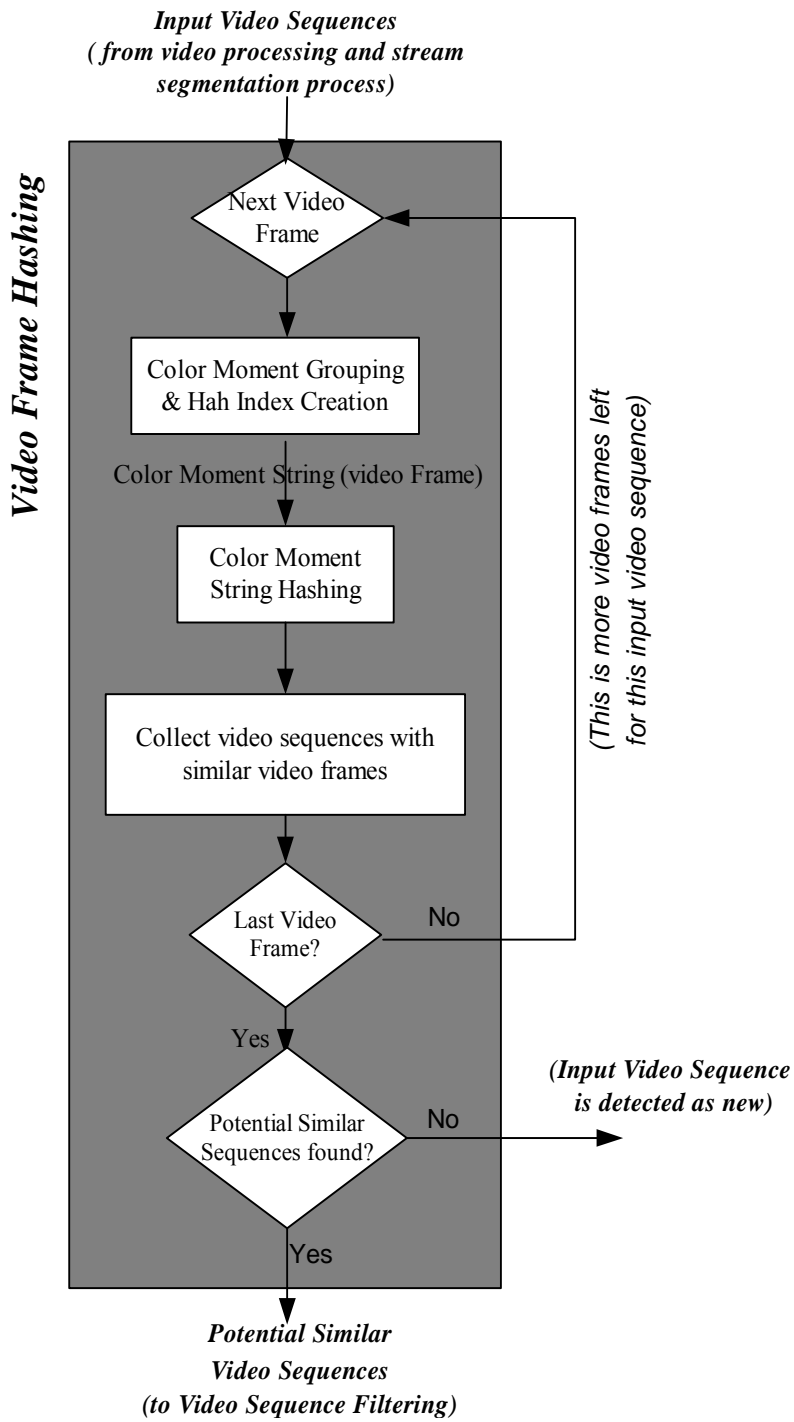 Input Video Sequences
( from video processing and stream
segmentation process)
Video Frame Hashing
Next Video
Frame
Color Moment Grouping
& Hah Index Creation
Color Moment String (video Frame)
Color Moment
String Hashing
Collect video sequences with
similar video frames
(This is more video frames left
for this input video sequence)
Last Video
Frame?
No
Yes
Potential Similar
Sequences found?
No
(Input Video Sequence
is detected as new)
Yes
Potential Similar
Video Sequences
(to Video Sequence Filtering)